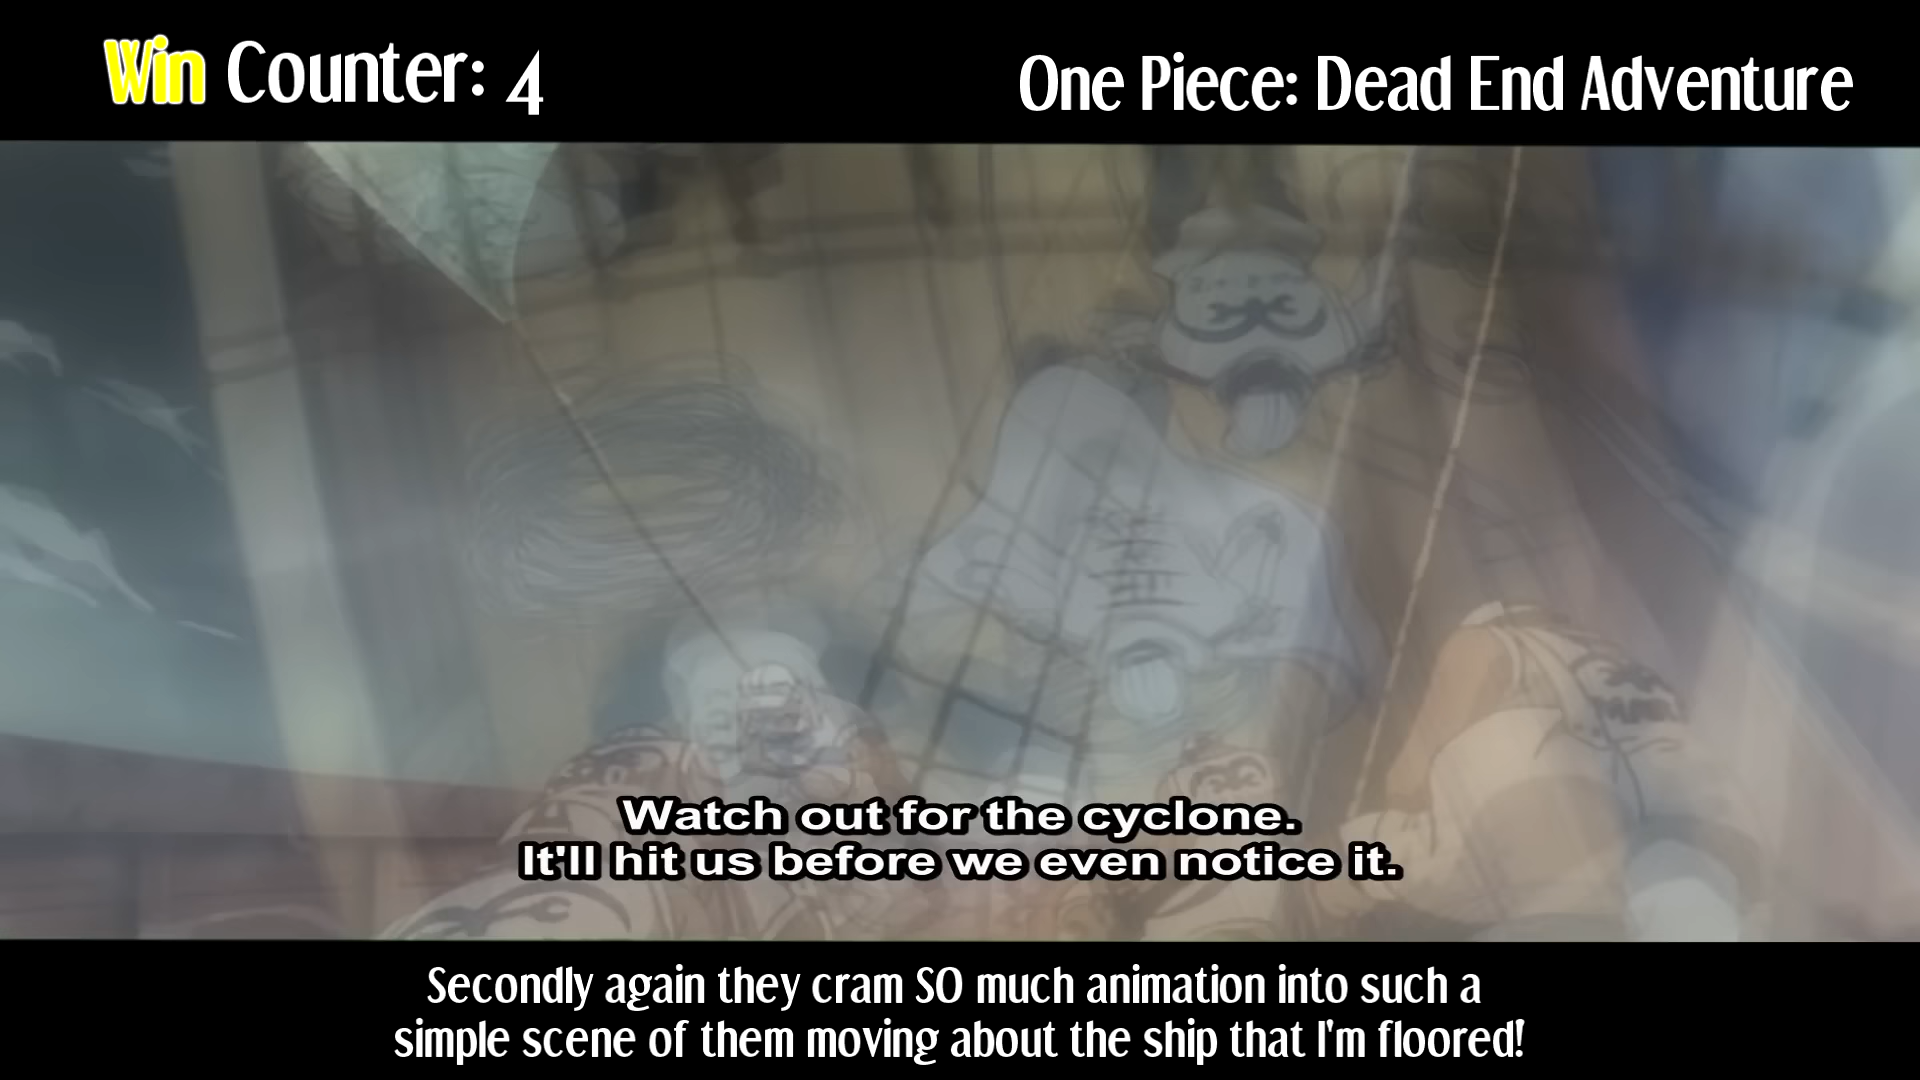 Win Counter: 4
One Piece: Dead End Adventure
Watch out for the cyclone.
It'll hit us before we even notice it.
Secondly again they cram SO much animation into such a
simple scene of them moving about the ship that I'm floored!